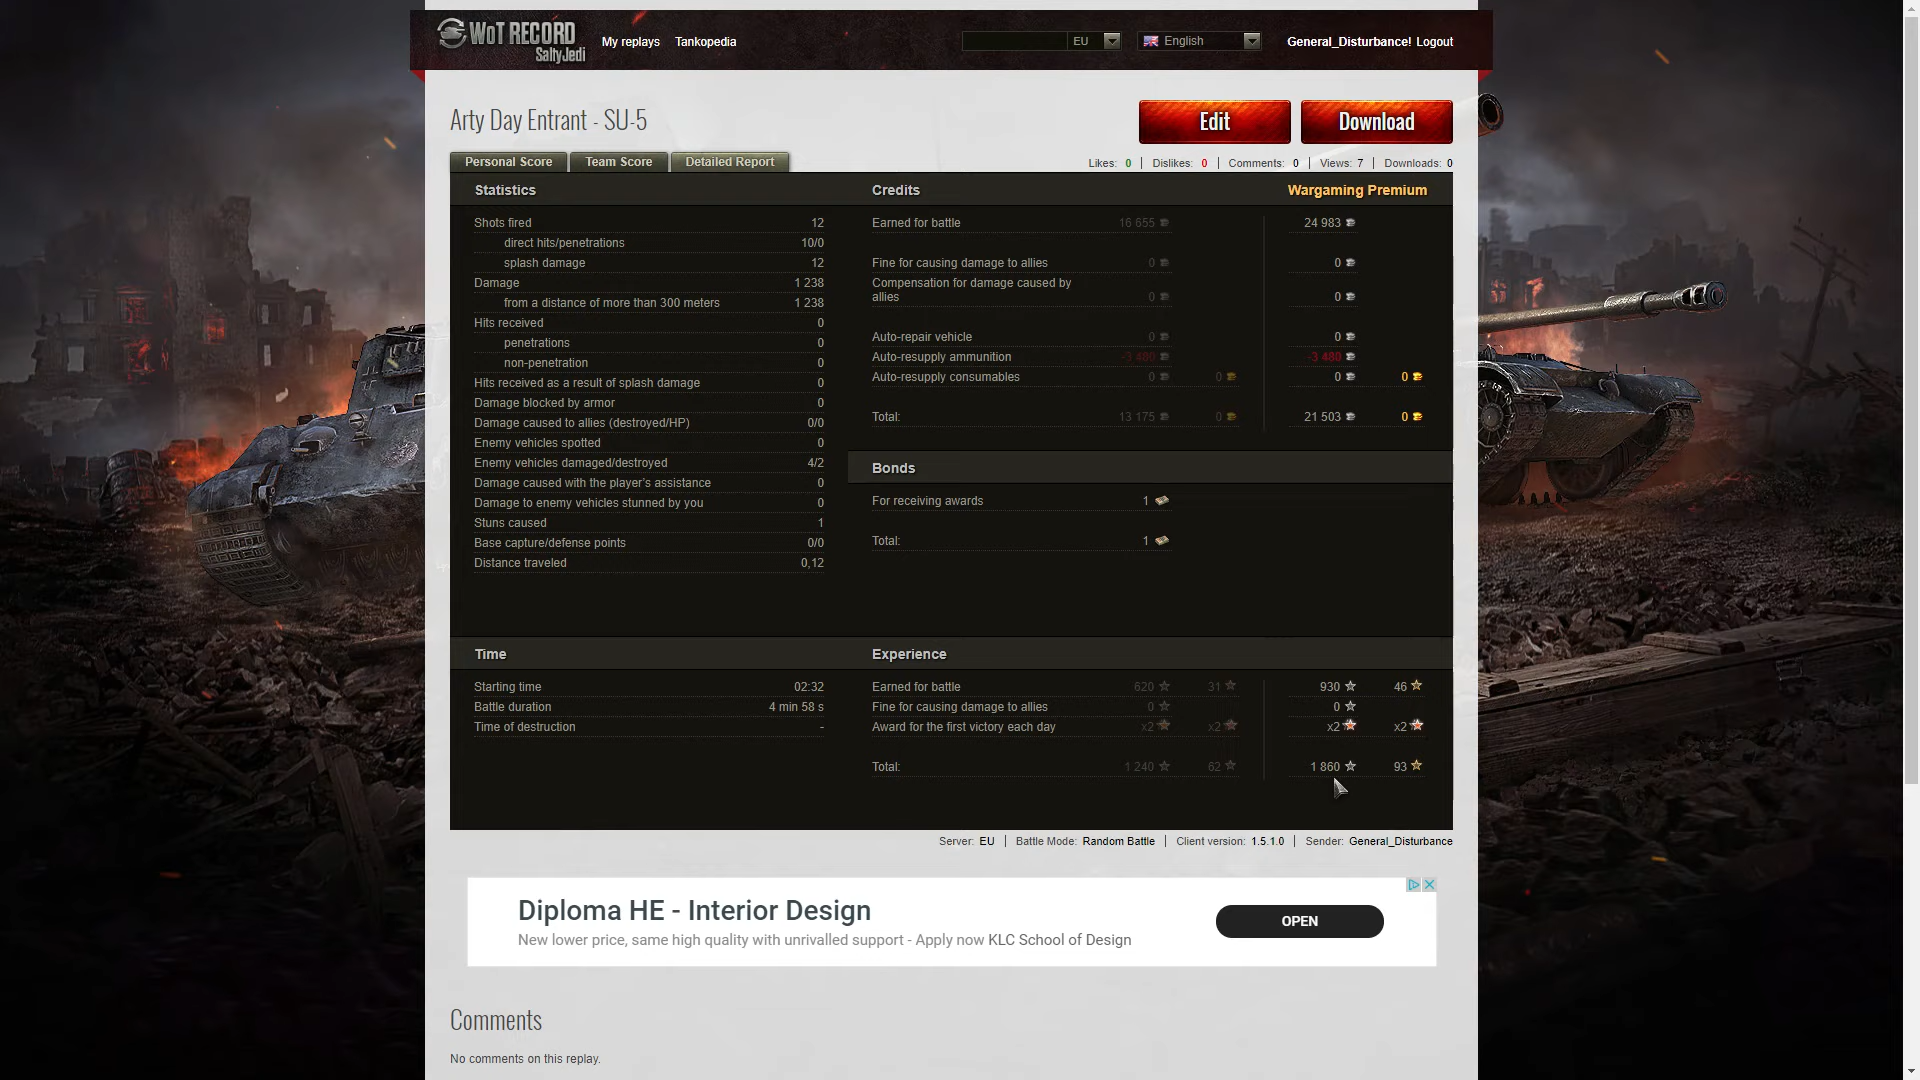 WoT RECORD
SaltyJedi
My replays Tankopedia EU English General_Disturbance! Logout
Arty Day Entrant - SU-5
Edit Download
Personal Score Team Score Detailed Report
Likes: 0 | Dislikes: 0 | Comments: 0 | Views: 7 | Downloads: 0
Statistics Credits Wargaming Premium
Shots fired 12
direct hits/penetrations 10/0
splash damage 12
Damage 1 238
from a distance of more than 300 meters 1 238
Hits received 0
penetrations 0
non-penetration 0
Hits received as a result of splash damage 0
Damage blocked by armor 0
Damage caused to allies (destroyed/HP) 0/0
Enemy vehicles spotted 0
Enemy vehicles damaged/destroyed 4/2
Damage caused with the player's assistance 0
Damage to enemy vehicles stunned by you 0
Stuns caused 1
Base capture/defense points 0/0
Distance traveled 0,12
Earned for battle 16 655 24 983
Fine for causing damage to allies 0 0
Compensation for damage caused by
allies 0 0
Auto-repair vehicle 0 0
Auto-resupply ammunition -3 480 -3 480
Auto-resupply consumables 0 0 0 0
Total: 13 175 0 21 503 0
Bonds
For receiving awards 1
Total: 1
Time
Starting time 02:32
Battle duration 4 min 58 s
Time of destruction -
Experience
Earned for battle 620 31 930 46
Fine for causing damage to allies 0 0
Award for the first victory each day x2 x2 x2 x2
Total: 1 240 62 1 860 93
Server: EU | Battle Mode: Random Battle | Client version: 1.5.1.0 | Sender: General_Disturbance
Diploma HE - Interior Design
New lower price, same high quality with unrivalled support - Apply now KLC School of Design
OPEN
Comments
No comments on this replay.